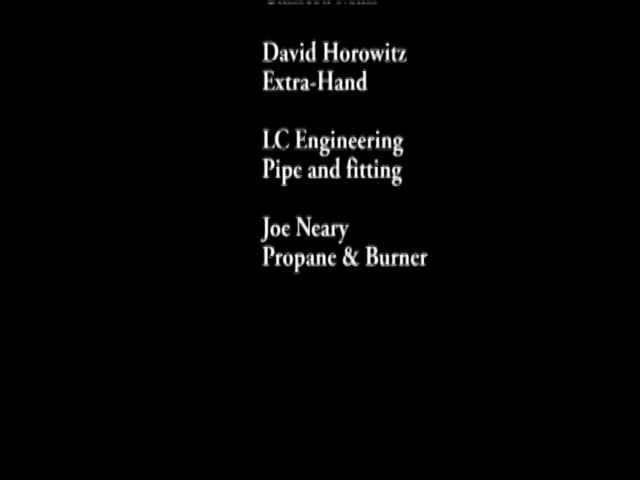 David Horowitz
Extra-Hand
LC Engineering
Pipe and fitting
Joe Neary
Propane & Burner